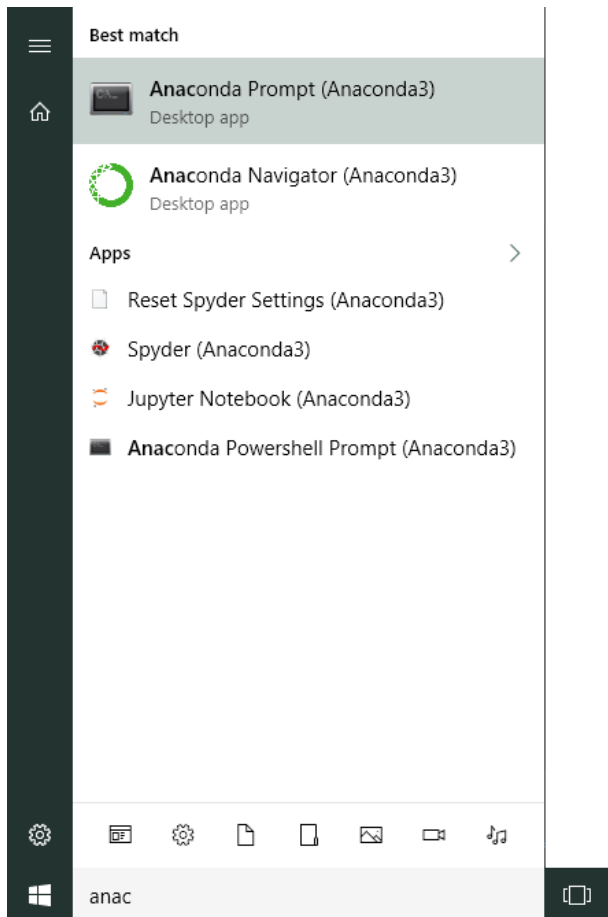 Best match
Anaconda Prompt (Anaconda3)
Desktop app
Anaconda Navigator (Anaconda3)
Desktop app
Apps
Reset Spyder Settings (Anaconda3)
Spyder (Anaconda3)
Jupyter Notebook (Anaconda3)
Anaconda Powershell Prompt (Anaconda3)
anac